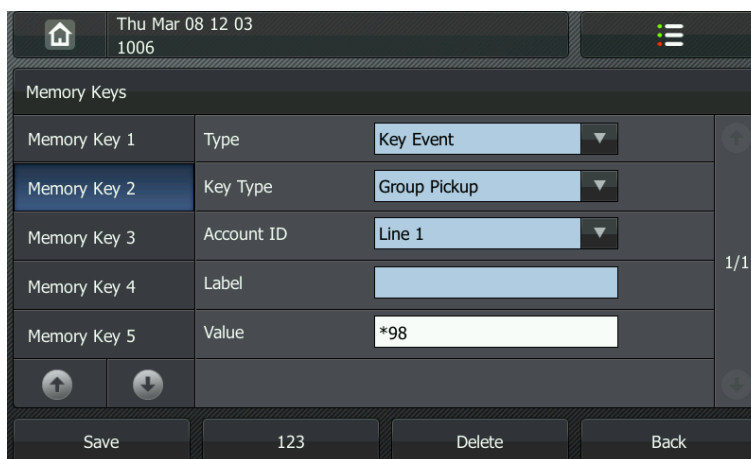 Thu Mar 08 12 03
1006
Memory Keys
Memory Key 1
Type
Key Event
Memory Key 2
Key Type
Group Pickup
Memory Key 3
Account ID
Line 1
1/1
Memory Key 4
Label
Memory Key 5
Value
*98
Save
123
Delete
Back